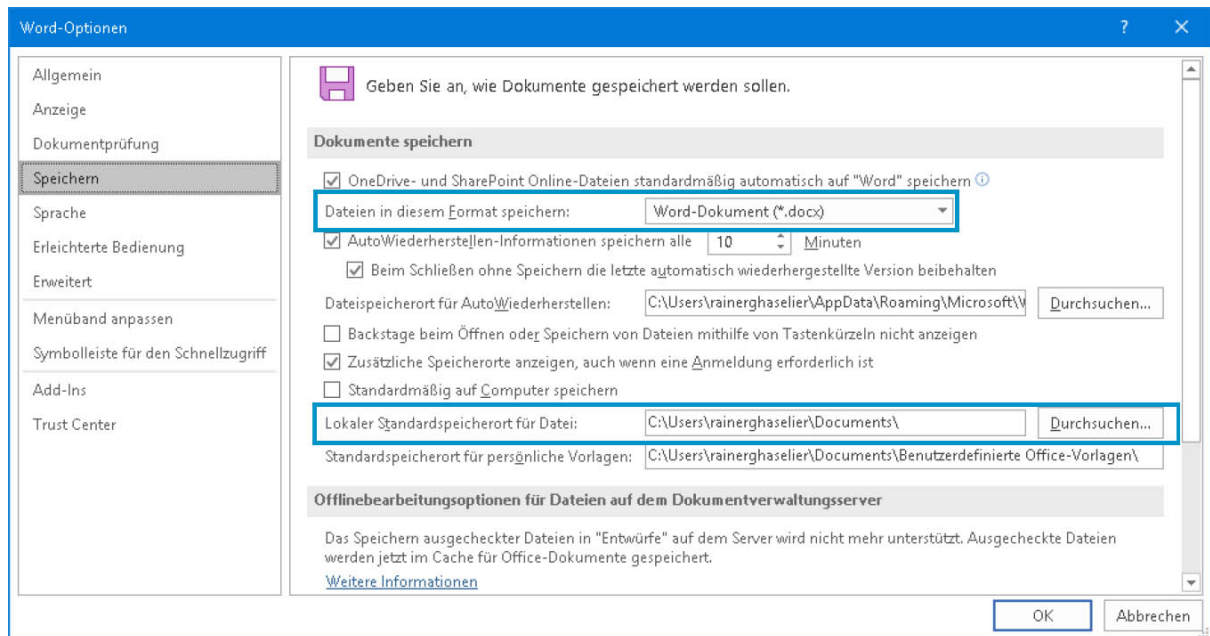 Word-Optionen
?
Allgemein
Anzeige
Dokumentprüfung
Speichern
Sprache
Erleichterte Bedienung
Erweitert
Menüband anpassen
Symbolleiste für den Schnellzugriff
Add-Ins
Trust Center
Geben Sie an, wie Dokumente gespeichert werden sollen.
Dokumente speichern
OneDrive- und SharePoint Online-Dateien standardmäßig automatisch auf "Word" speichern
Dateien in diesem Format speichern: Word-Dokument (*.docx)
AutoWiederherstellen-Informationen speichern alle 10 Minuten
Beim Schließen ohne Speichern die letzte automatisch wiederhergestellte Version beibehalten
Dateispeicherort für AutoWiederherstellen: C:\Users\rainerghaselier\AppData\Roaming\Microsoft\ Durchsuchen...
Backstage beim Öffnen oder Speichern von Dateien mithilfe von Tastenkürzeln nicht anzeigen
Zusätzliche Speicherorte anzeigen, auch wenn eine Anmeldung erforderlich ist
Standardmäßig auf Computer speichern
Lokaler Standardspeicherort für Datei: C:\Users\rainerghaselier\Documents\ Durchsuchen...
Standardspeicherort für persönliche Vorlagen: C:\Users\rainerghaselier\Documents\Benutzerdefinierte Office-Vorlagen\
Offlinebearbeitungsoptionen für Dateien auf dem Dokumentverwaltungsserver
Das Speichern ausgecheckter Dateien in "Entwürfe" auf dem Server wird nicht mehr unterstützt. Ausgecheckte Dateien
werden jetzt im Cache für Office-Dokumente gespeichert.
Weitere Informationen
OK Abbrechen